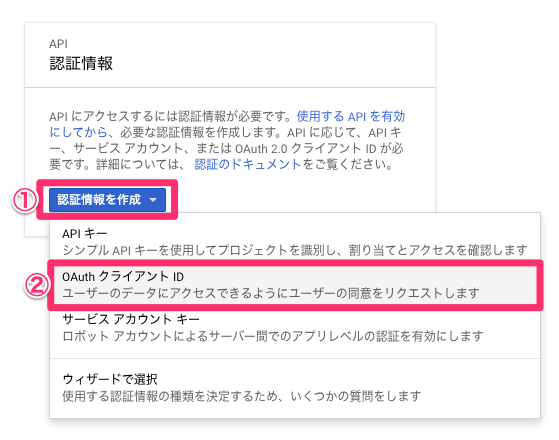 API
認証情報
API にアクセスするには認証情報が必要です。使用する API を有効
にしてから、必要な認証情報を作成します。API に応じて、API キ
ー、サービス アカウント、または OAuth 2.0 クライアント ID が必
要です。詳細については、 認証のドキュメントをご覧ください。
① 認証情報を作成
API キー
シンプル API キーを使用してプロジェクトを識別し、割り当てとアクセスを確認します
② OAuth クライアント ID
ユーザーのデータにアクセスできるようにユーザーの同意をリクエストします
サービス アカウント キー
ロボット アカウントによるサーバー間でのアプリレベルの認証を有効にします
ウィザードで選択
使用する認証情報の種類を決定するため、いくつかの質問をします